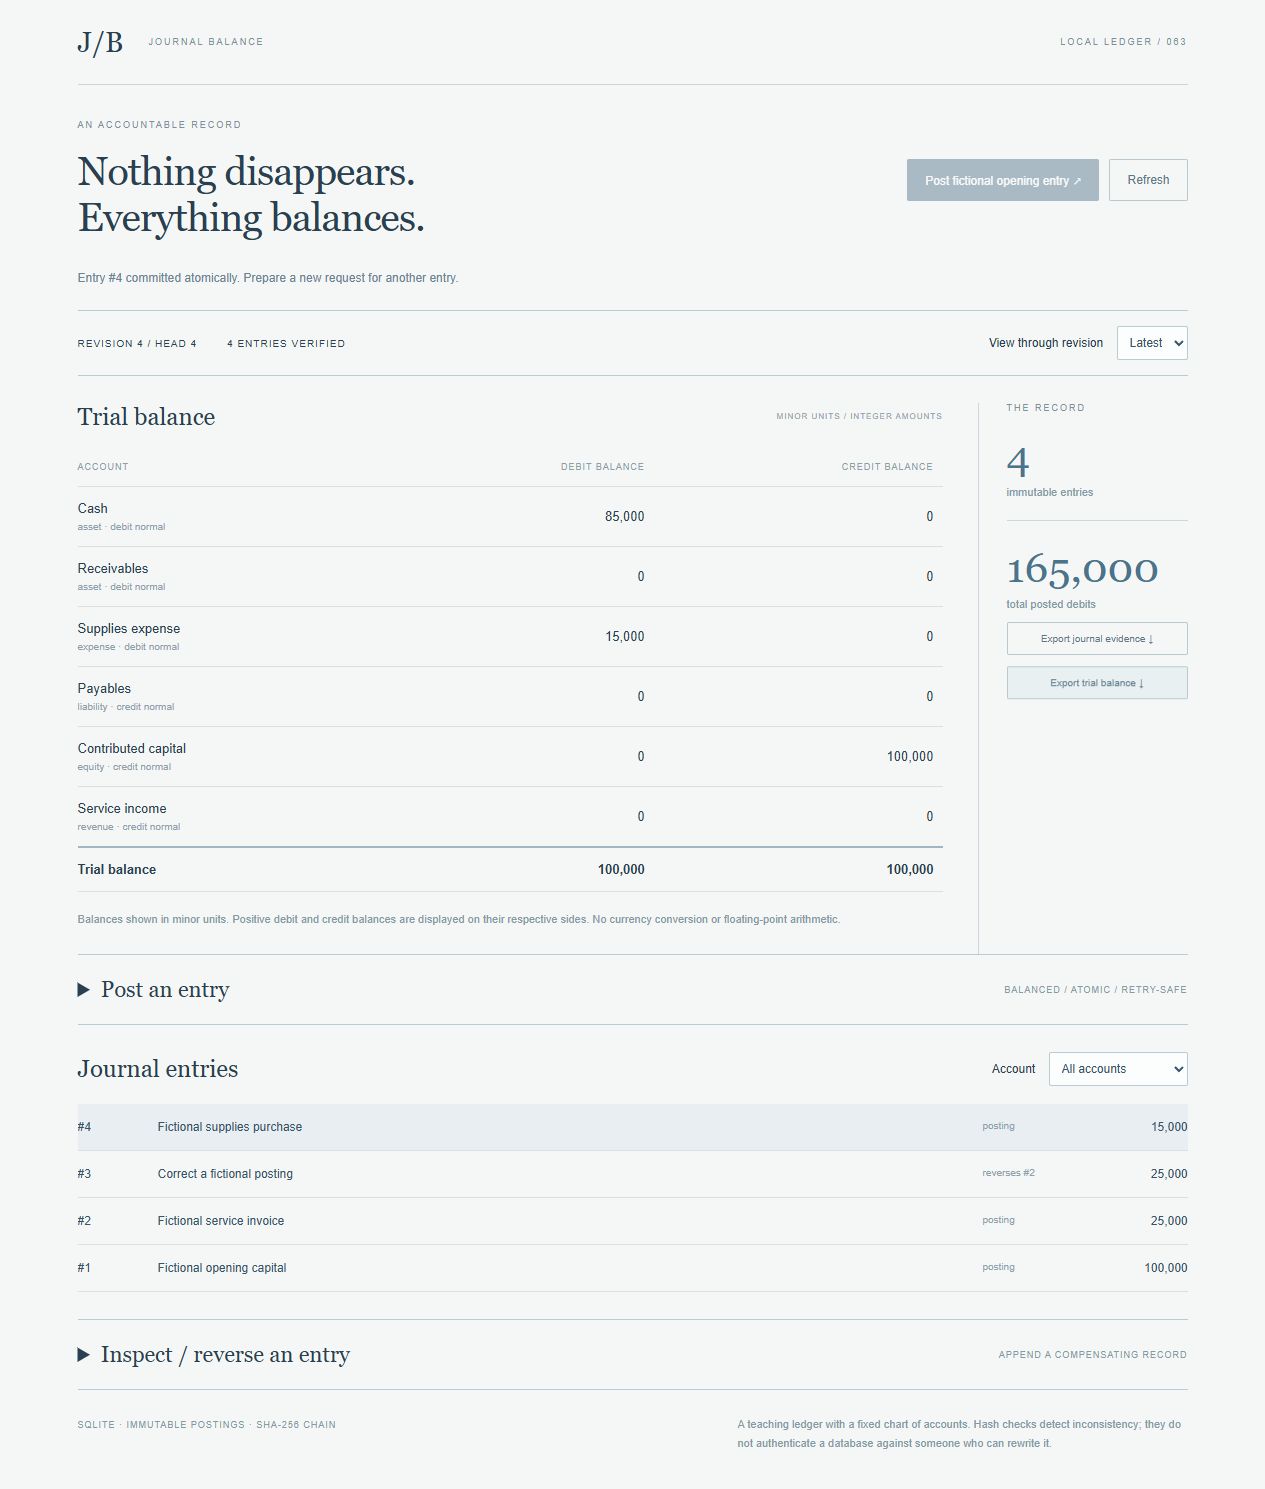 J/B JOURNAL BALANCE LOCAL LEDGER / 063
AN ACCOUNTABLE RECORD
Nothing disappears.
Everything balances.
Post fictional opening entry ↗ Refresh
Entry #4 committed atomically. Prepare a new request for another entry.
REVISION 4 / HEAD 4 4 ENTRIES VERIFIED View through revision Latest
Trial balance MINOR UNITS / INTEGER AMOUNTS
ACCOUNT DEBIT BALANCE CREDIT BALANCE
Cash
asset · debit normal
85,000 0
Receivables
asset · debit normal
0 0
Supplies expense
expense · debit normal
15,000 0
Payables
liability · credit normal
0 0
Contributed capital
equity · credit normal
0 100,000
Service income
revenue · credit normal
0 0
Trial balance 100,000 100,000
Balances shown in minor units. Positive debit and credit balances are displayed on their respective sides. No currency conversion or floating-point arithmetic.
THE RECORD
4
immutable entries
165,000
total posted debits
Export journal evidence ↓
Export trial balance ↓
▶ Post an entry BALANCED / ATOMIC / RETRY-SAFE
Journal entries Account All accounts
#4 Fictional supplies purchase posting 15,000
#3 Correct a fictional posting reverses #2 25,000
#2 Fictional service invoice posting 25,000
#1 Fictional opening capital posting 100,000
▶ Inspect / reverse an entry APPEND A COMPENSATING RECORD
SQLITE · IMMUTABLE POSTINGS · SHA-256 CHAIN
A teaching ledger with a fixed chart of accounts. Hash checks detect inconsistency; they do
not authenticate a database against someone who can rewrite it.